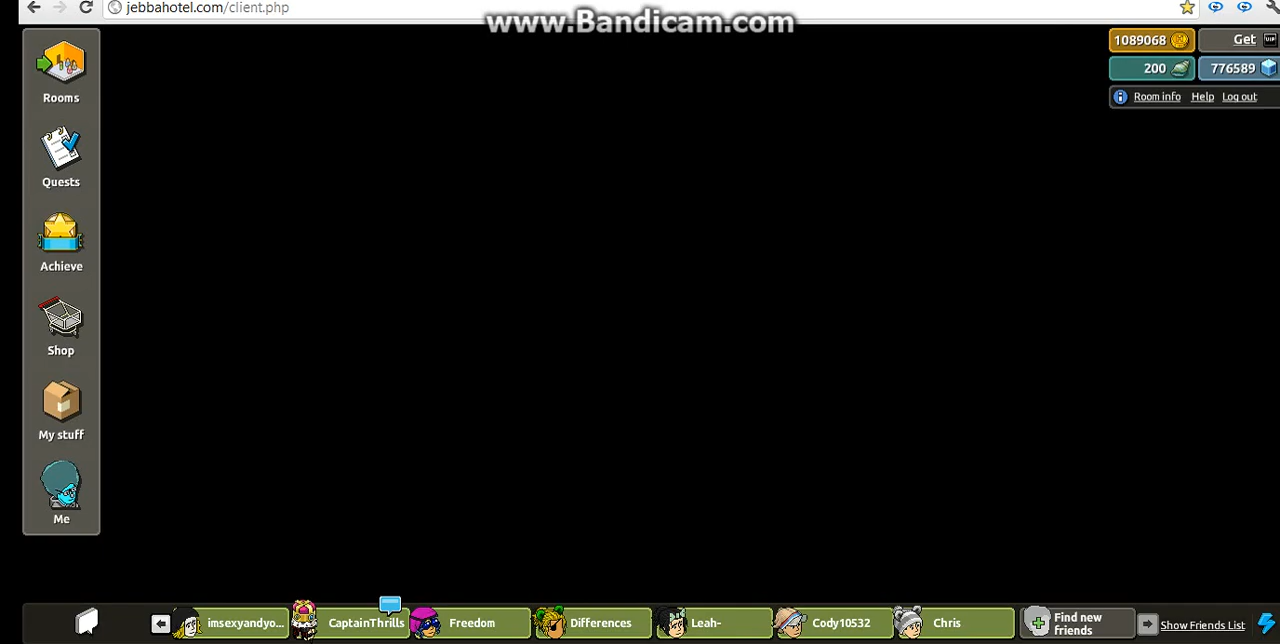 jebbahotel.com/client.php
www.Bandicam.com
1089068
Get VIP
200
776589
Room info Help Log out
Rooms
Quests
Achieve
Shop
My stuff
Me
imsexyandyo...
CaptainThrills
Freedom
Differences
Leah-
Cody10532
Chris
Find new
friends
Show Friends List